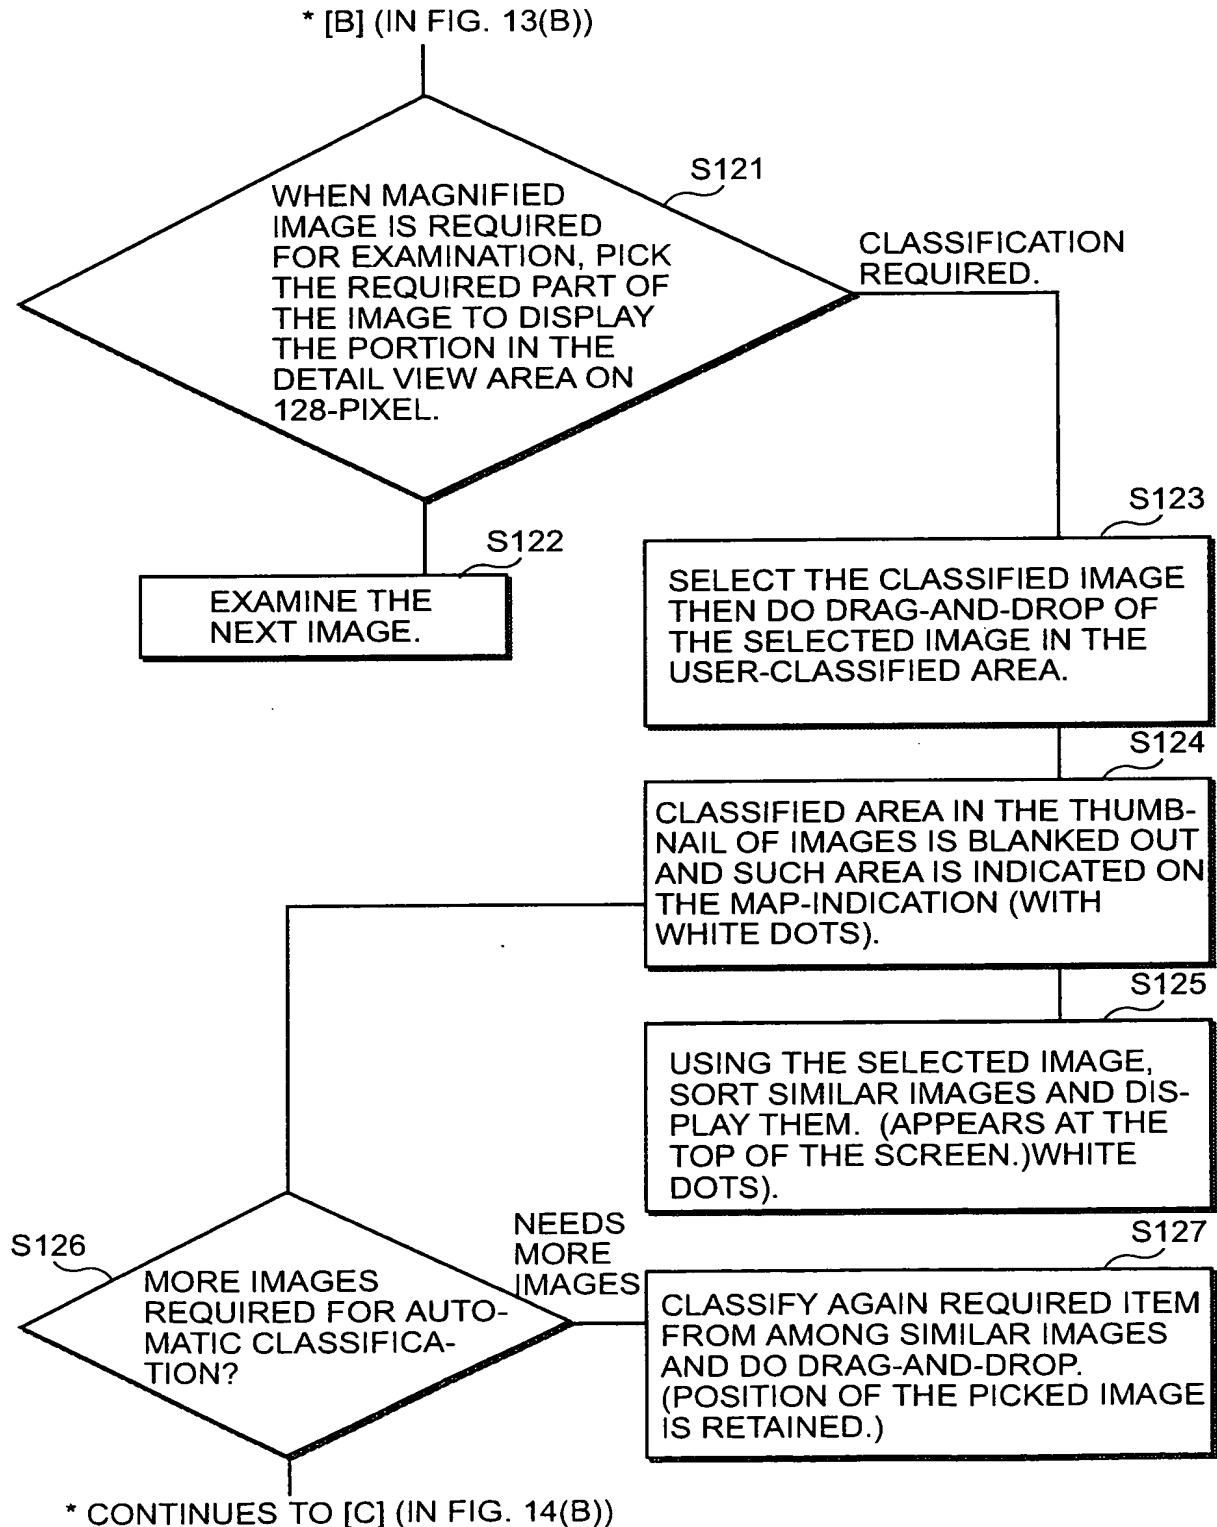 * [B] (IN FIG. 13(B))
S121
WHEN MAGNIFIED
IMAGE IS REQUIRED
FOR EXAMINATION, PICK
THE REQUIRED PART OF
THE IMAGE TO DISPLAY
THE PORTION IN THE
DETAIL VIEW AREA ON
128-PIXEL.
CLASSIFICATION
REQUIRED.
S122
EXAMINE THE
NEXT IMAGE.
S123
SELECT THE CLASSIFIED IMAGE
THEN DO DRAG-AND-DROP OF
THE SELECTED IMAGE IN THE
USER-CLASSIFIED AREA.
S124
CLASSIFIED AREA IN THE THUMB-
NAIL OF IMAGES IS BLANKED OUT
AND SUCH AREA IS INDICATED ON
THE MAP-INDICATION (WITH
WHITE DOTS).
S125
USING THE SELECTED IMAGE,
SORT SIMILAR IMAGES AND DIS-
PLAY THEM. (APPEARS AT THE
TOP OF THE SCREEN.)WHITE
DOTS).
S126
MORE IMAGES
REQUIRED FOR AUTO-
MATIC CLASSIFICA-
TION?
NEEDS
MORE
IMAGES
S127
CLASSIFY AGAIN REQUIRED ITEM
FROM AMONG SIMILAR IMAGES
AND DO DRAG-AND-DROP.
(POSITION OF THE PICKED IMAGE
IS RETAINED.)
* CONTINUES TO [C] (IN FIG. 14(B))